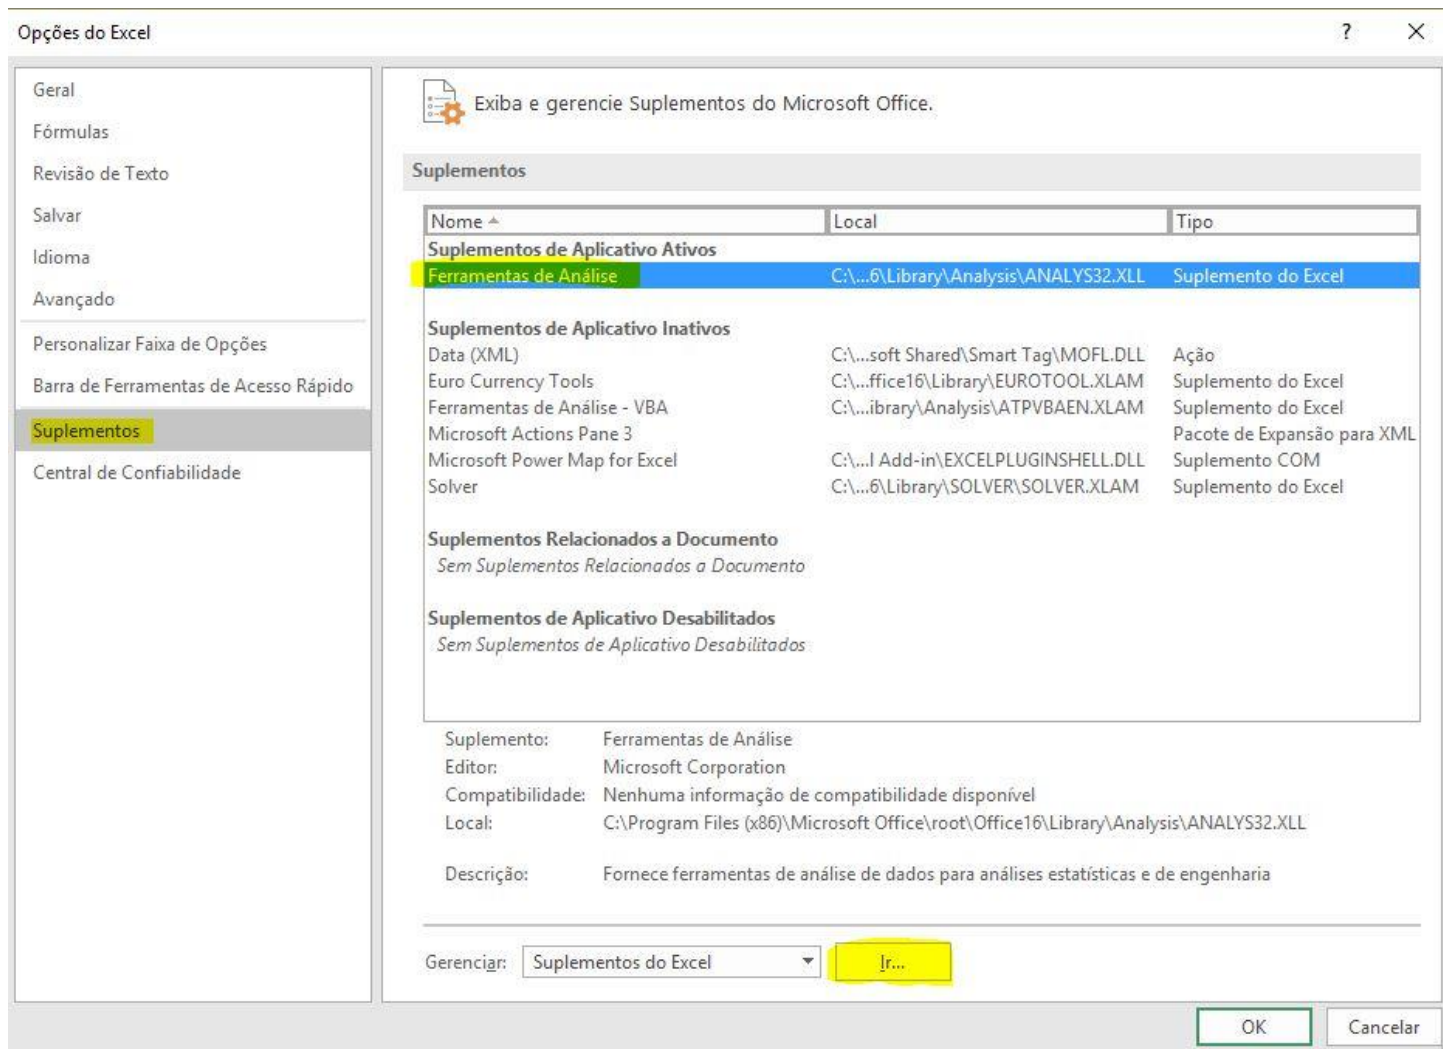 Opções do Excel
?
Geral
Fórmulas
Revisão de Texto
Salvar
Idioma
Avançado
Personalizar Faixa de Opções
Barra de Ferramentas de Acesso Rápido
Suplementos
Central de Confiabilidade
Exiba e gerencie Suplementos do Microsoft Office.
Suplementos
Nome Local Tipo
Suplementos de Aplicativo Ativos
Ferramentas de Análise C:\...6\Library\Analysis\ANALYS32.XLL Suplemento do Excel
Suplementos de Aplicativo Inativos
Data (XML) C:\...soft Shared\Smart Tag\MOFL.DLL Ação
Euro Currency Tools C:\...ffice16\Library\EUROTOOL.XLAM Suplemento do Excel
Ferramentas de Análise - VBA C:\...ibrary\Analysis\ATPVBAEN.XLAM Suplemento do Excel
Microsoft Actions Pane 3 Pacote de Expansão para XML
Microsoft Power Map for Excel C:\...l Add-in\EXCELPLUGINSHELL.DLL Suplemento COM
Solver C:\...6\Library\SOLVER\SOLVER.XLAM Suplemento do Excel
Suplementos Relacionados a Documento
Sem Suplementos Relacionados a Documento
Suplementos de Aplicativo Desabilitados
Sem Suplementos de Aplicativo Desabilitados
Suplemento: Ferramentas de Análise
Editor: Microsoft Corporation
Compatibilidade: Nenhuma informação de compatibilidade disponível
Local: C:\Program Files (x86)\Microsoft Office\root\Office16\Library\Analysis\ANALYS32.XLL
Descrição: Fornece ferramentas de análise de dados para análises estatísticas e de engenharia
Gerenciar: Suplementos do Excel Ir...
OK Cancelar